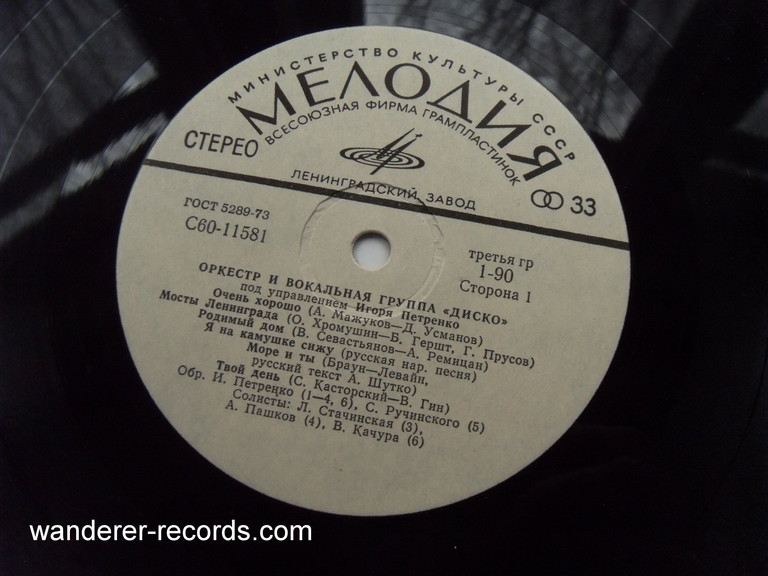 МИНИСТЕРСТВО КУЛЬТУРЫ СССР
МЕЛОДИЯ
ВСЕСОЮЗНАЯ ФИРМА ГРАМПЛАСТИНОК
СТЕРЕО
ЛЕНИНГРАДСКИЙ ЗАВОД
33
ГОСТ 5289-73
С60-11581
третья гр
1-90
Сторона 1
ОРКЕСТР И ВОКАЛЬНАЯ ГРУППА «ДИСКО»
под управлением Игоря Петренко
Очень хорошо (А. Мажуков—Д. Усманов)
Мосты Ленинграда (О. Хромушин—Б. Гершт, Г. Прусов)
Родимый дом (В. Севастьянов—А. Ремицан)
Я на камушке сижу (русская нар. песня)
Море и ты (Браун—Левайн,
русский текст А. Шутко)
Твой день (С. Касторский—В. Гин)
Обр. И. Петренко (1—4, 6), С. Ручинского (5)
Солисты: Л. Стачинская (3),
А. Пашков (4), В. Качура (6)
wanderer-records.com